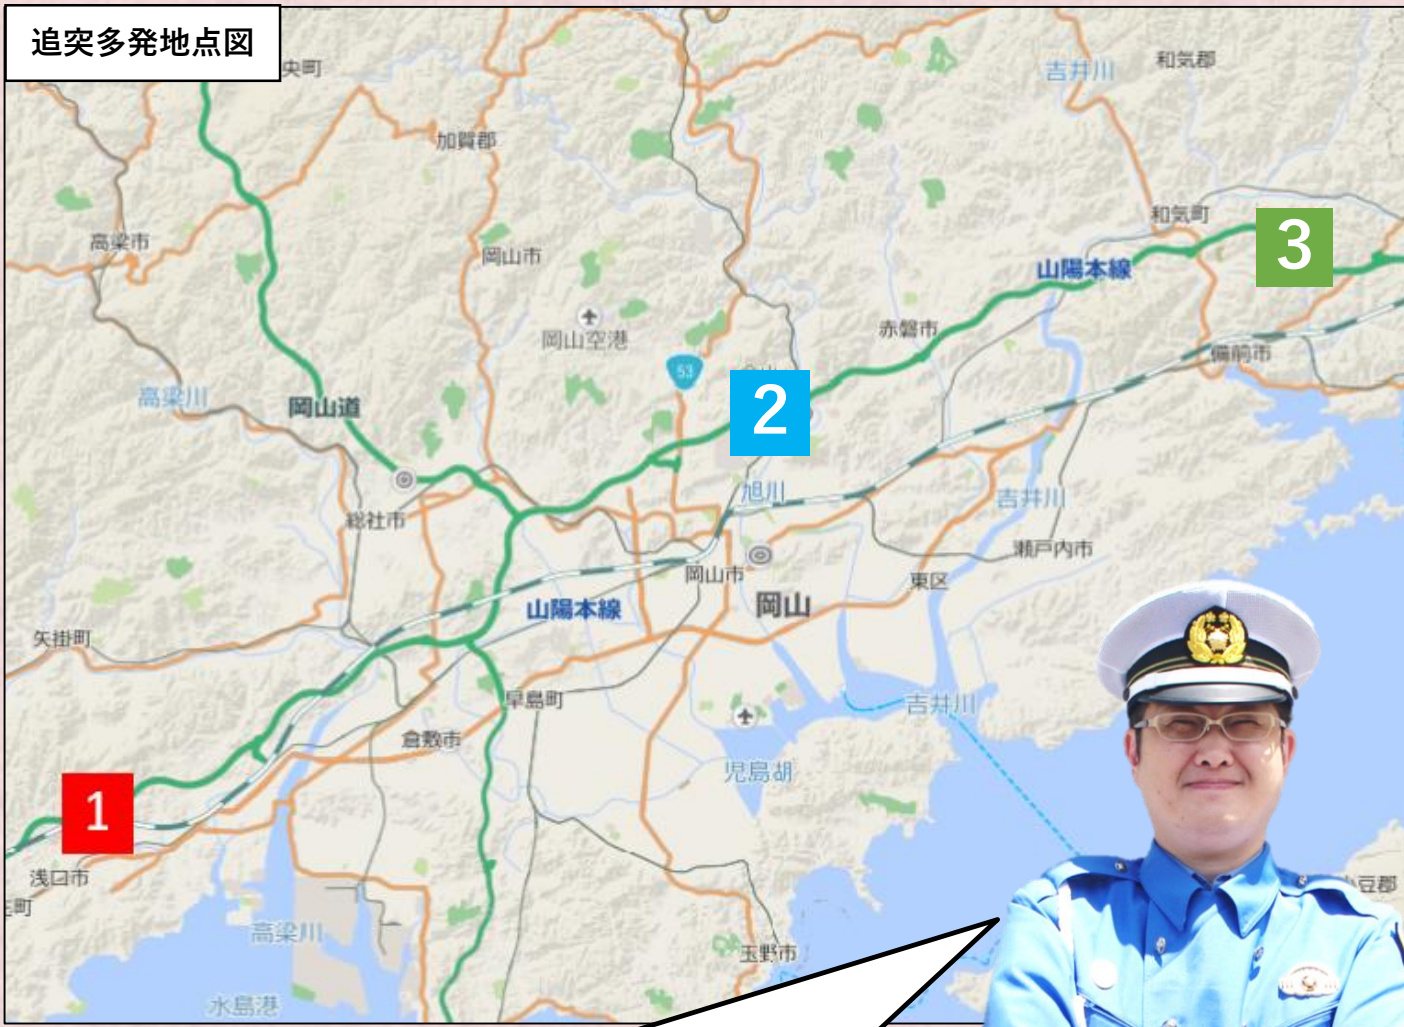 追突多発地点図
央町
和気郡
吉井川
加賀郡
和気町
高梁市
岡山市
3
山陽本線
岡山空港
赤磐市
53
備前市
高梁川
岡山道
2
旭川
吉井川
総社市
瀬戸内市
岡山市
東区
山陽本線
岡山
矢掛町
早島町
吉井川
倉敷市
児島湖
1
浅口市
豆郡
町
高梁川
玉野市
水島港